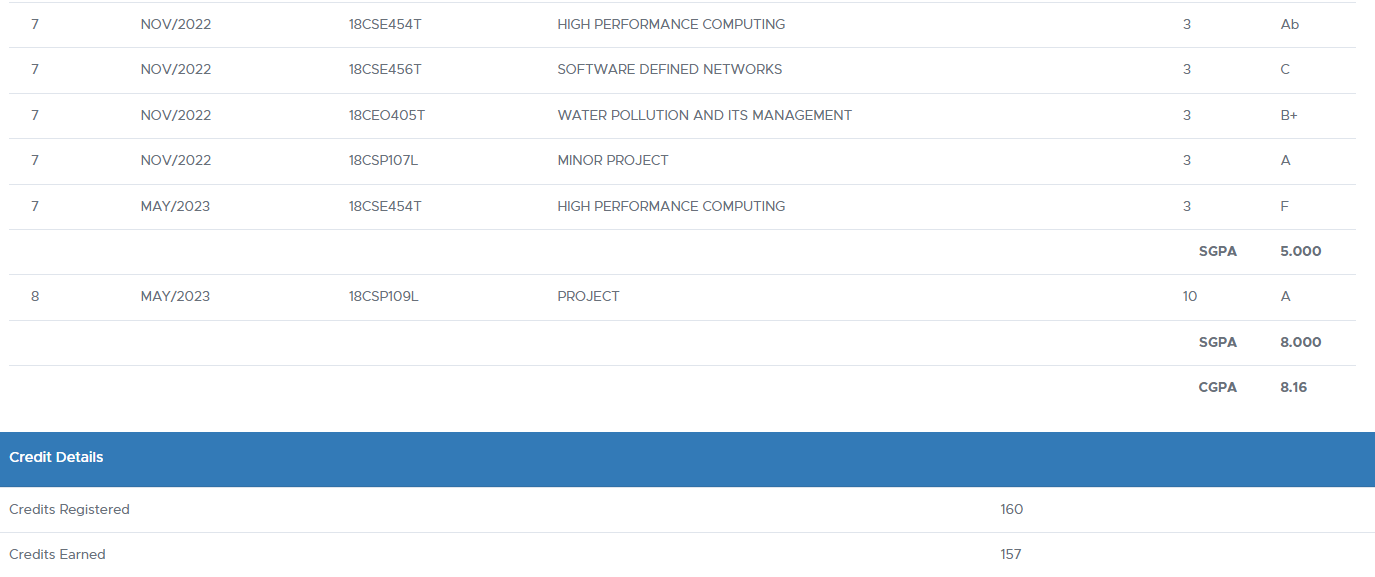 7 NOV/2022 18CSE454T HIGH PERFORMANCE COMPUTING 3 Ab
7 NOV/2022 18CSE456T SOFTWARE DEFINED NETWORKS 3 C
7 NOV/2022 18CEO405T WATER POLLUTION AND ITS MANAGEMENT 3 B+
7 NOV/2022 18CSP107L MINOR PROJECT 3 A
7 MAY/2023 18CSE454T HIGH PERFORMANCE COMPUTING 3 F
SGPA 5.000
8 MAY/2023 18CSP109L PROJECT 10 A
SGPA 8.000
CGPA 8.16
Credit Details
Credits Registered 160
Credits Earned 157